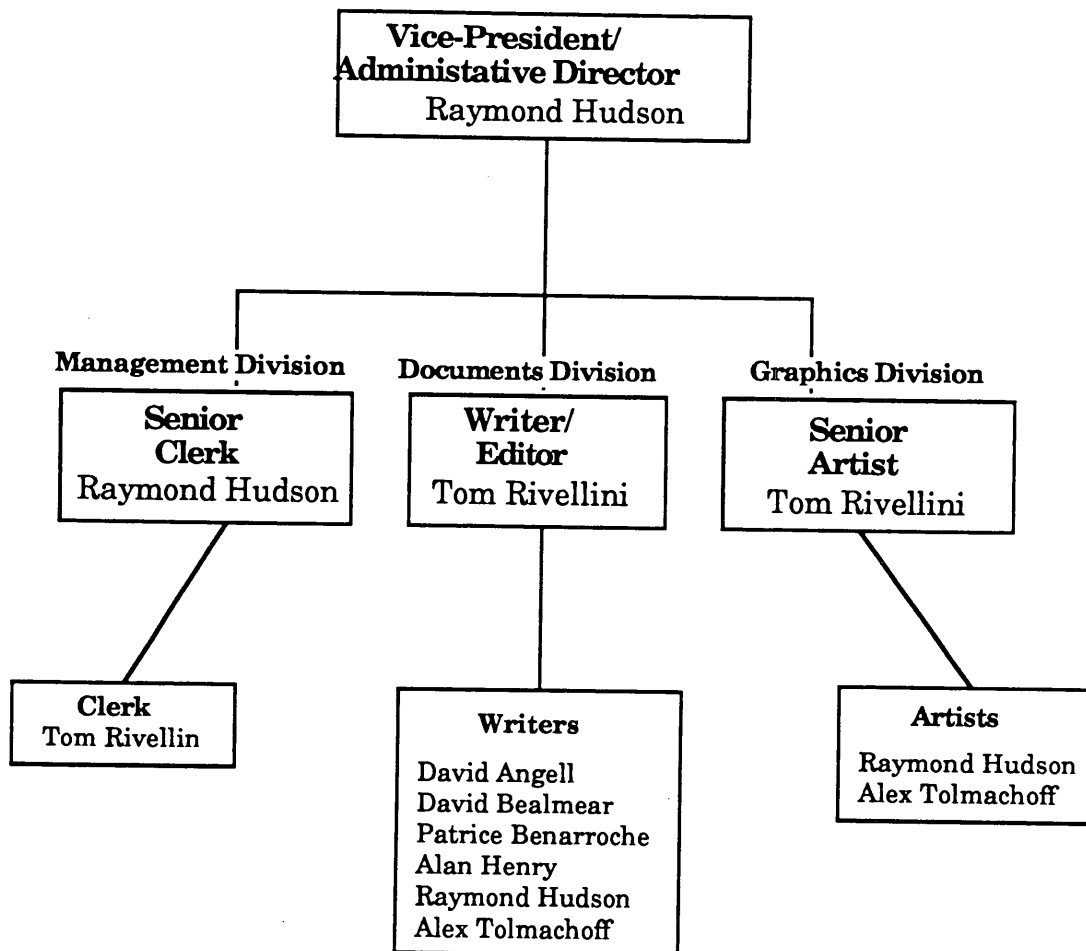 Vice-President/
Administative Director
Raymond Hudson
Management Division
Senior
Clerk
Raymond Hudson
Clerk
Tom Rivellin
Documents Division
Writer/
Editor
Tom Rivellini
Writers
David Angell
David Bealmear
Patrice Benarroche
Alan Henry
Raymond Hudson
Alex Tolmachoff
Graphics Division
Senior
Artist
Tom Rivellini
Artists
Raymond Hudson
Alex Tolmachoff